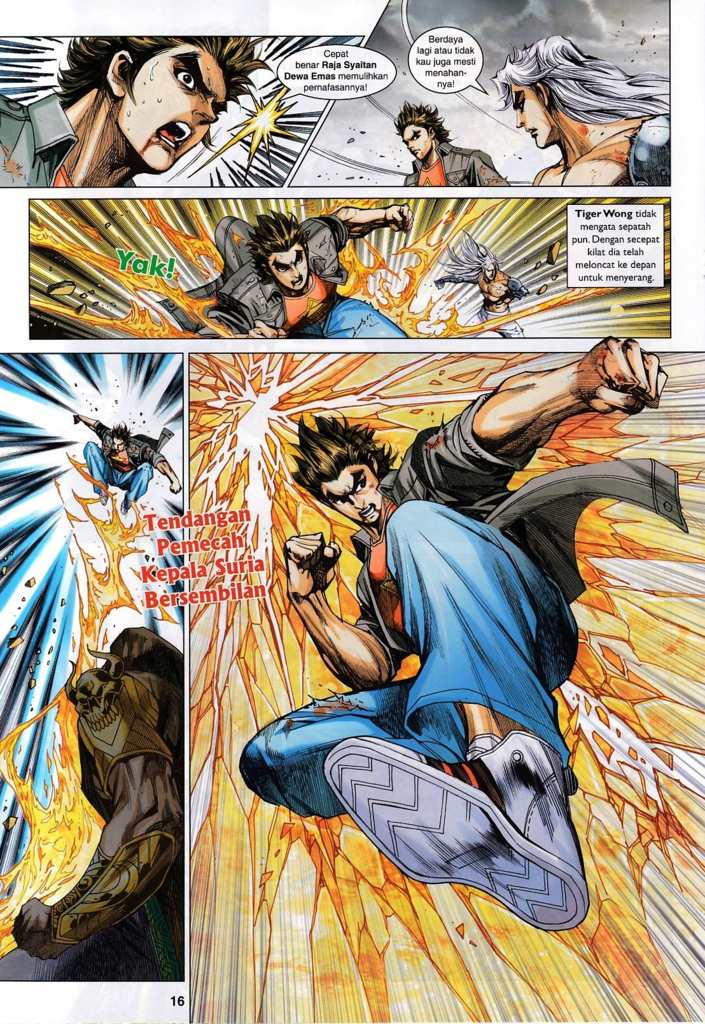 Cepat
benar Raja Syaitan
Dewa Emas memulihkan
pernafasannya!
Berdaya
lagi atau tidak
kau juga mesti
menahan-
nya!
Tiger Wong tidak
mengata sepatah
pun. Dengan secepat
kilat dia telah
meloncat ke depan
untuk menyerang.
Yak!
Tendangan
Pemecah
Kepala Suria
Bersembilan
16